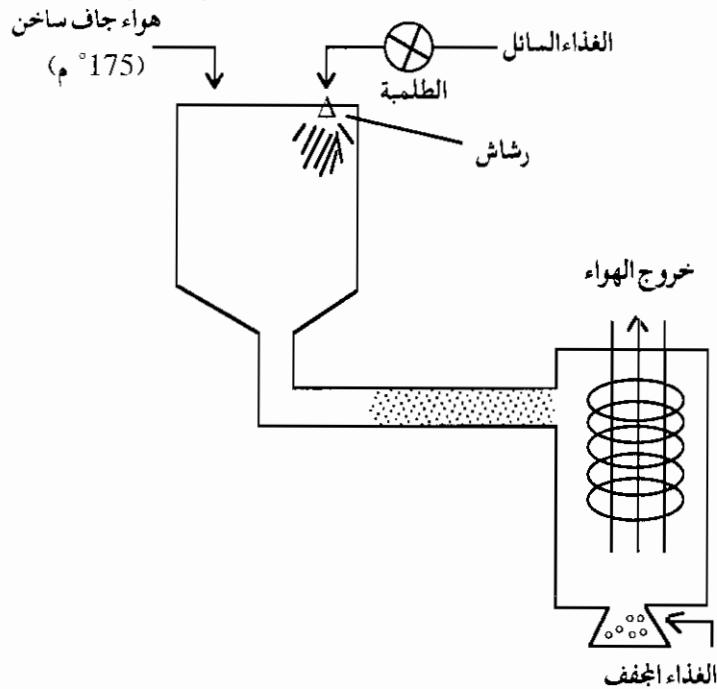 هواء جاف ساخن
(175° م)
الغذاء السائل
الطلمبة
رشاش
خروج الهواء
الغذاء المجفف